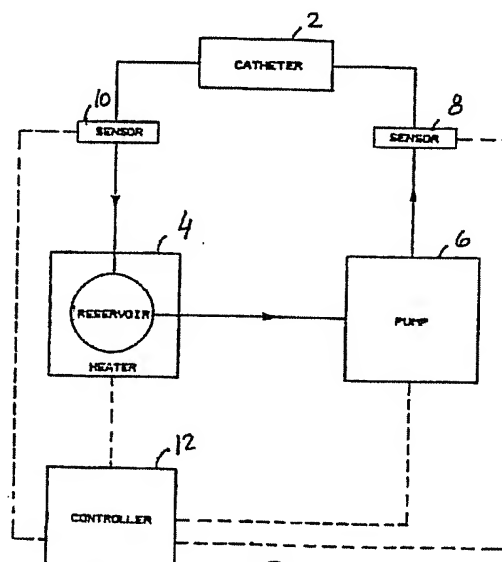 2
CATHETER
10
SENSOR
8
SENSOR
4
RESERVOIR
HEATER
6
PUMP
12
CONTROLLER